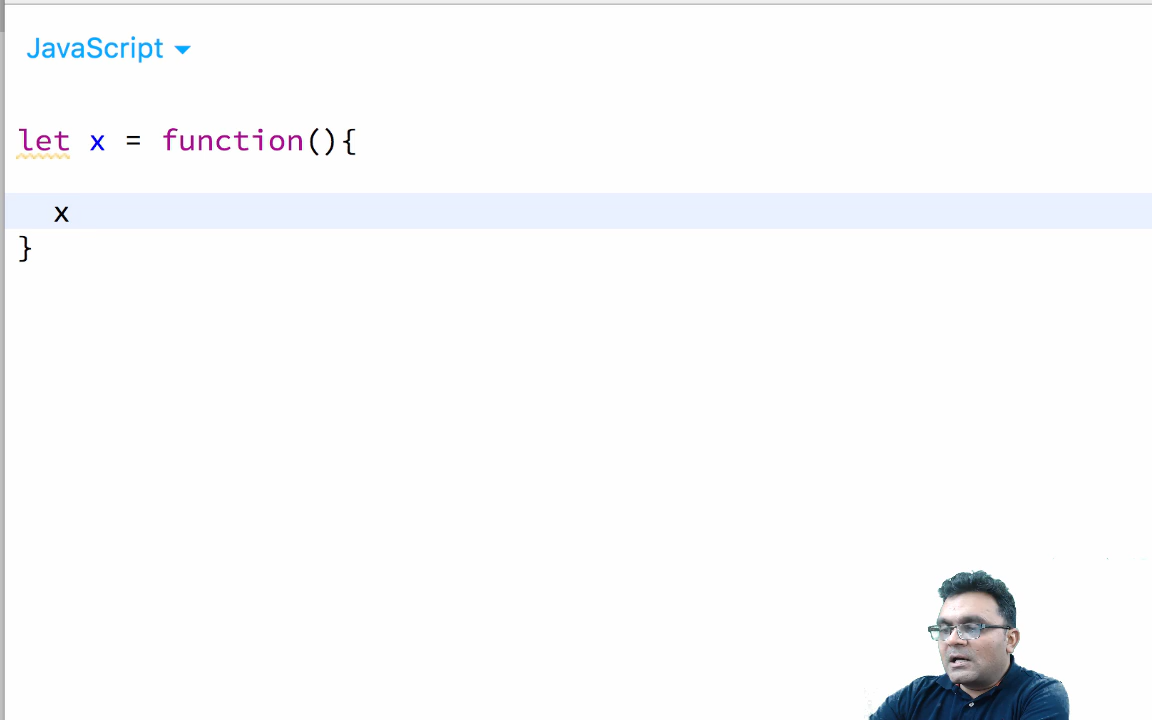 JavaScript
let x = function(){
x
}